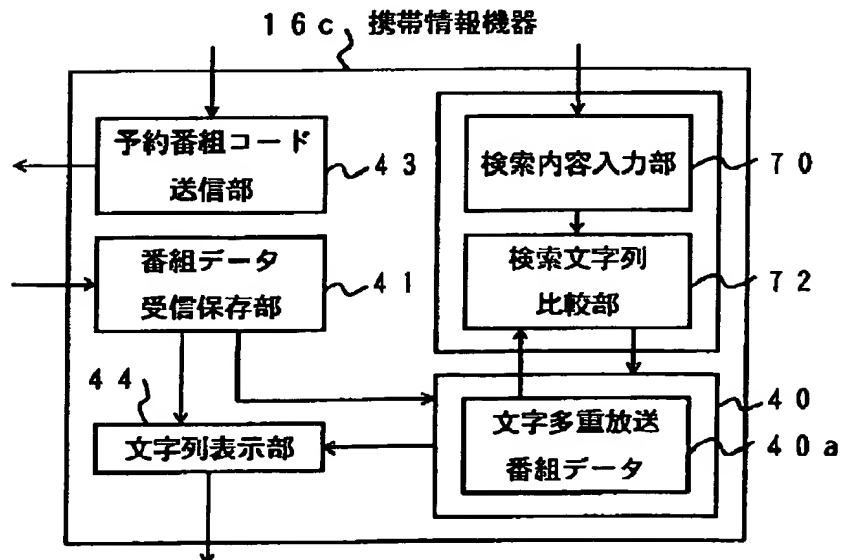 １６ｃ 携帯情報機器
予約番組コード
送信部
４３
検索内容入力部
７０
番組データ
受信保存部
４１
検索文字列
比較部
７２
４４
文字列表示部
４０
文字多重放送
番組データ
４０ａ